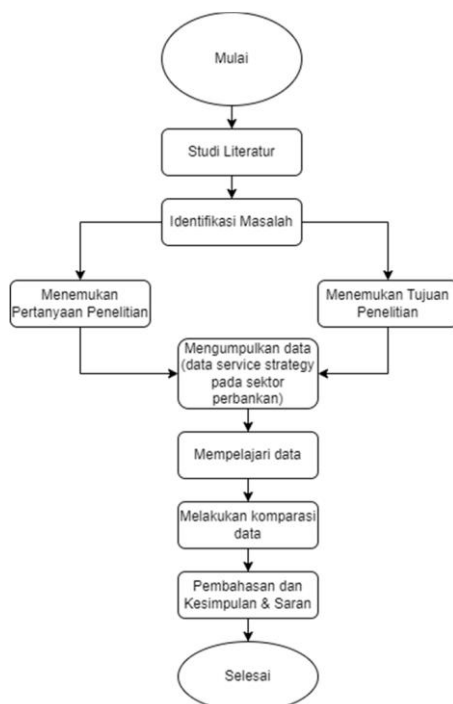 Mulai
Studi Literatur
Identifikasi Masalah
Menemukan
Pertanyaan Penelitian
Menemukan Tujuan
Penelitian
Mengumpulkan data
(data service strategy
pada sektor
perbankan)
Mempelajari data
Melakukan komparasi
data
Pembahasan dan
Kesimpulan & Saran
Selesai